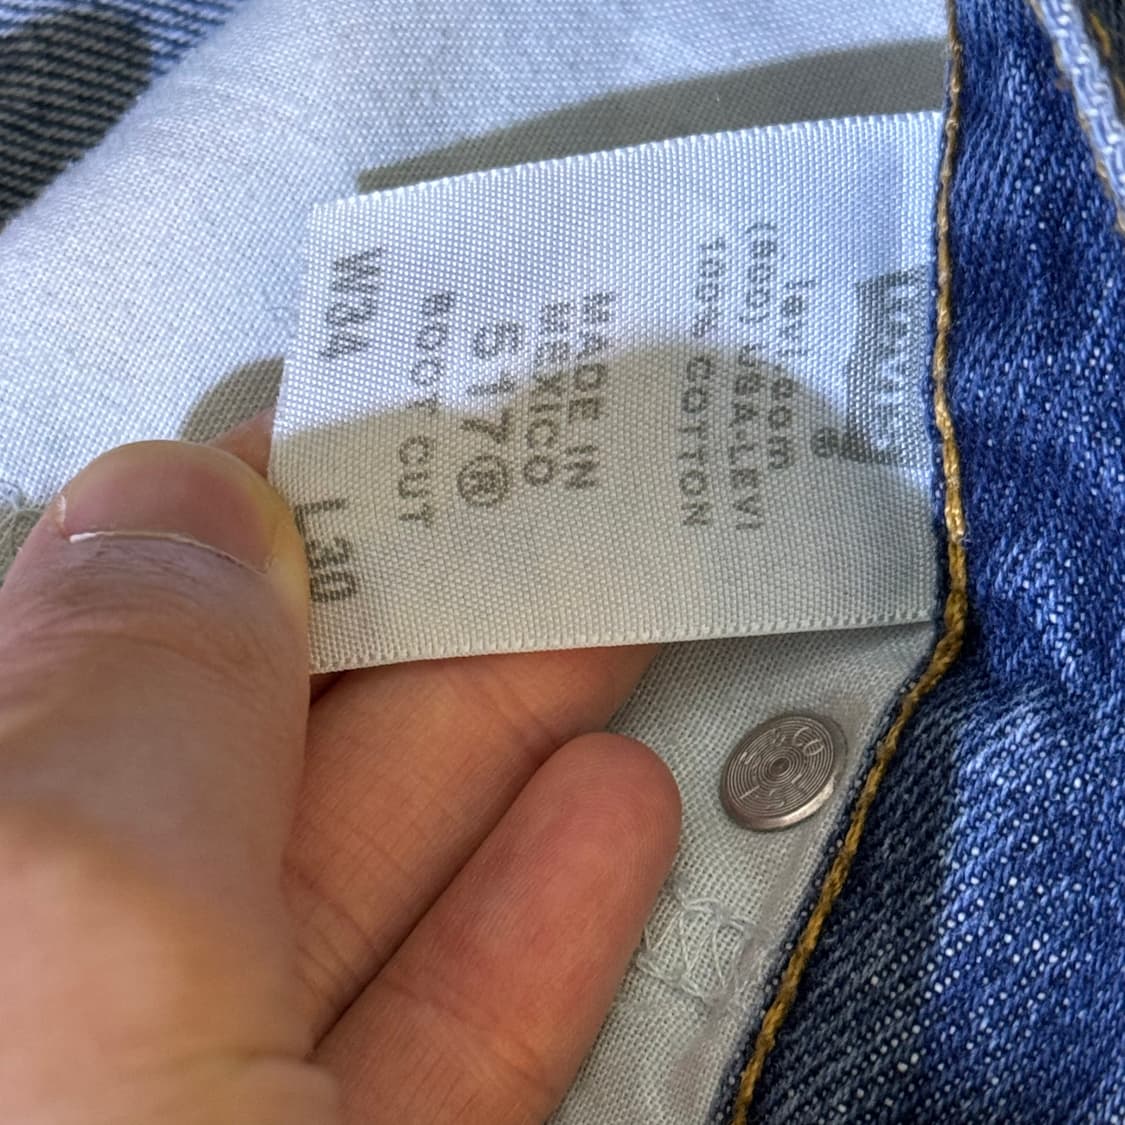 Levi's®
levi.com
(800) USA-LEVI
100% COTTON
MADE IN
MEXICO
517®
BOOT CUT
W34 L30